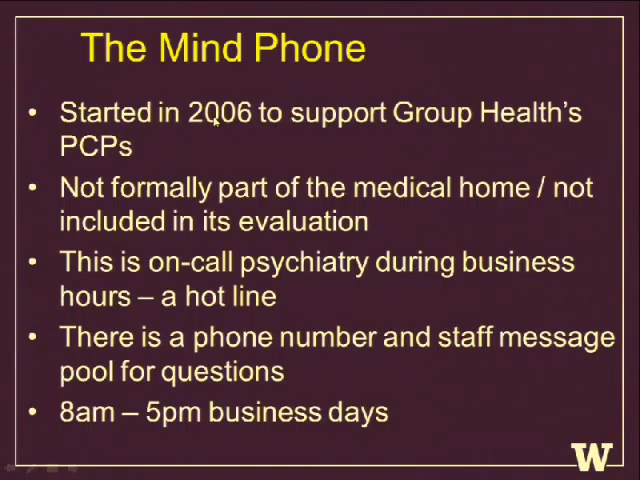 The Mind Phone
• Started in 2006 to support Group Health's
PCPs
• Not formally part of the medical home / not
included in its evaluation
• This is on-call psychiatry during business
hours – a hot line
• There is a phone number and staff message
pool for questions
• 8am – 5pm business days
W